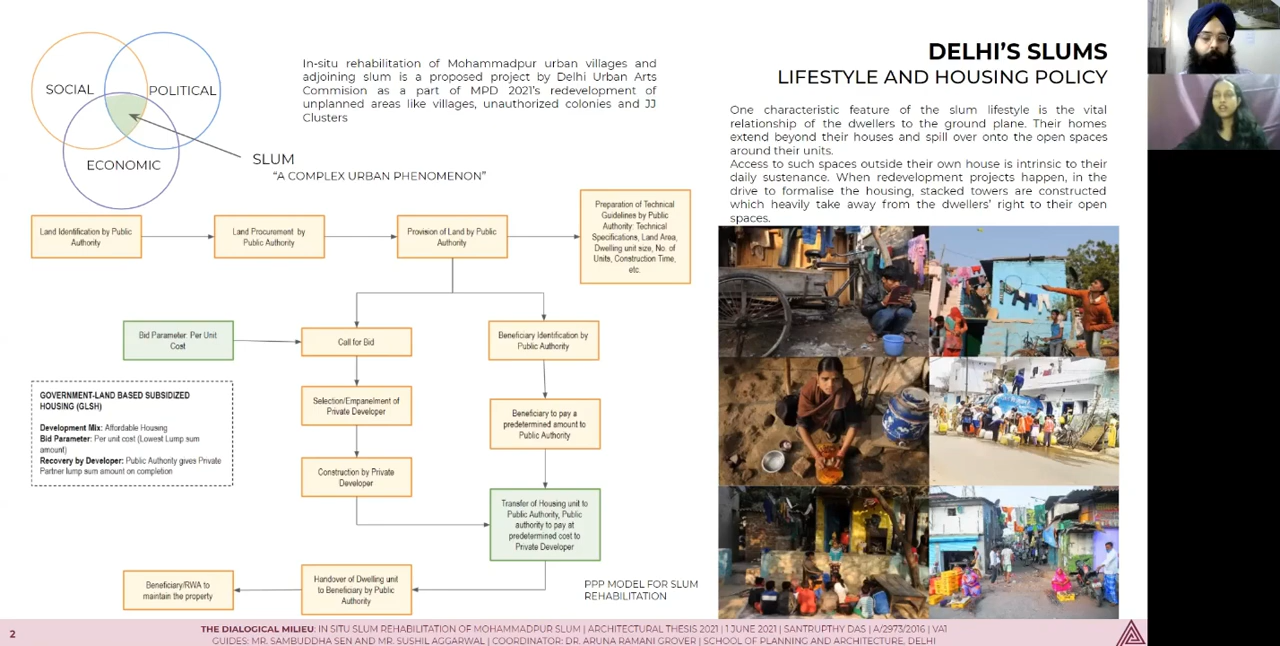 SOCIAL
POLITICAL
ECONOMIC
SLUM
"A COMPLEX URBAN PHENOMENON"
In-situ rehabilitation of Mohammadpur urban villages and
adjoining slum is a proposed project by Delhi Urban Arts
Commision as a part of MPD 2021's redevelopment of
unplanned areas like villages, unauthorized colonies and JJ
Clusters
DELHI'S SLUMS
LIFESTYLE AND HOUSING POLICY
One characteristic feature of the slum lifestyle is the vital
relationship of the dwellers to the ground plane. Their homes
extend beyond their houses and spill over onto the open spaces
around their units.
Access to such spaces outside their own house is intrinsic to their
daily sustenance. When redevelopment projects happen, in the
drive to formalise the housing, stacked towers are constructed
which heavily take away from the dwellers' right to their open
spaces.
Land Identification by Public
Authority
Land Procurement by
Public Authority
Provision of Land by Public
Authority
Preparation of Technical
Guidelines by Public
Authority: Technical
Specifications, Land Area,
Dwelling unit size, No. of
Units, Construction Time,
etc.
Bid Parameter: Per Unit
Cost
Call for Bid
Beneficiary Identification by
Public Authority
GOVERNMENT-LAND BASED SUBSIDIZED
HOUSING (GLSH)
Development Mix: Affordable Housing
Bid Parameter: Per unit cost (Lowest Lump sum
amount)
Recovery by Developer: Public Authority gives Private
Partner lump sum amount on completion
Selection/Empanelment of
Private Developer
Beneficiary to pay a
predetermined amount to
Public Authority
Construction by Private
Developer
Transfer of Housing unit to
Public Authority, Public
authority to pay at
predetermined cost to
Private Developer
Beneficiary/RWA to
maintain the property
Handover of Dwelling unit
to Beneficiary by Public
Authority
PPP MODEL FOR SLUM
REHABILITATION
2
THE DIALOGICAL MILIEU: IN SITU SLUM REHABILITATION OF MOHAMMADPUR SLUM | ARCHITECTURAL THESIS 2021 | 1 JUNE 2021 | SANTRUPTHY DAS | A/2973/2016 | VA1
GUIDES: MR. SAMBUDDHA SEN AND MR. SUSHIL AGGARWAL | COORDINATOR: DR. ARUNA RAMANI GROVER | SCHOOL OF PLANNING AND ARCHITECTURE, DELHI